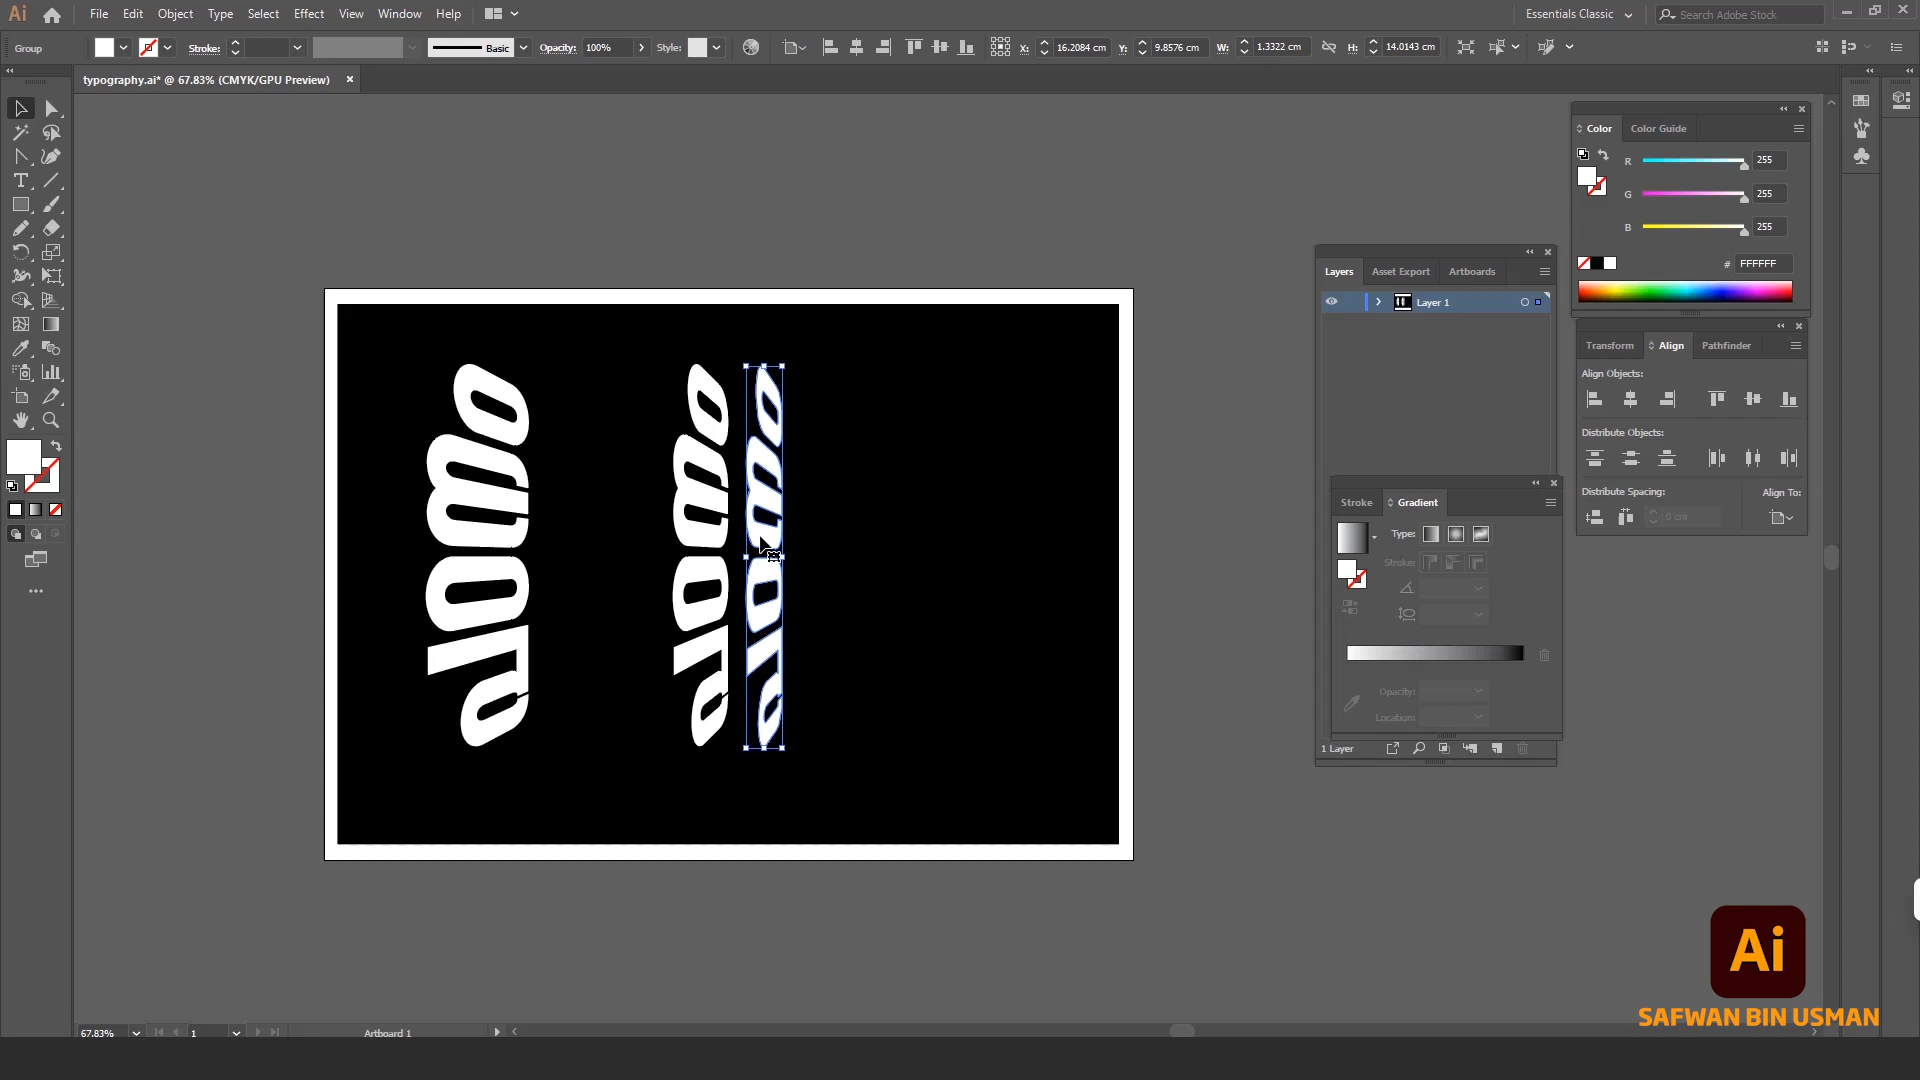 Ai File Edit Object Type Select Effect View Window Help Essentials Classic Search Adobe Stock
Group Stroke: Basic Opacity: 100% Style: X: 16.2084 cm Y: 9.8576 cm W: 1.3322 cm H: 14.0143 cm
typography.ai* @ 67.83% (CMYK/GPU Preview)
Color Color Guide
R 255
G 255
B 255
# FFFFFF
Layers Asset Export Artboards
Layer 1
Transform Align Pathfinder
Align Objects:
Distribute Objects:
Distribute Spacing: Align To:
0 cm
Stroke Gradient
Type:
Stroke:
Opacity:
Location:
1 Layer
Ai
SAFWAN BIN USMAN
67.83% 1 Artboard 1